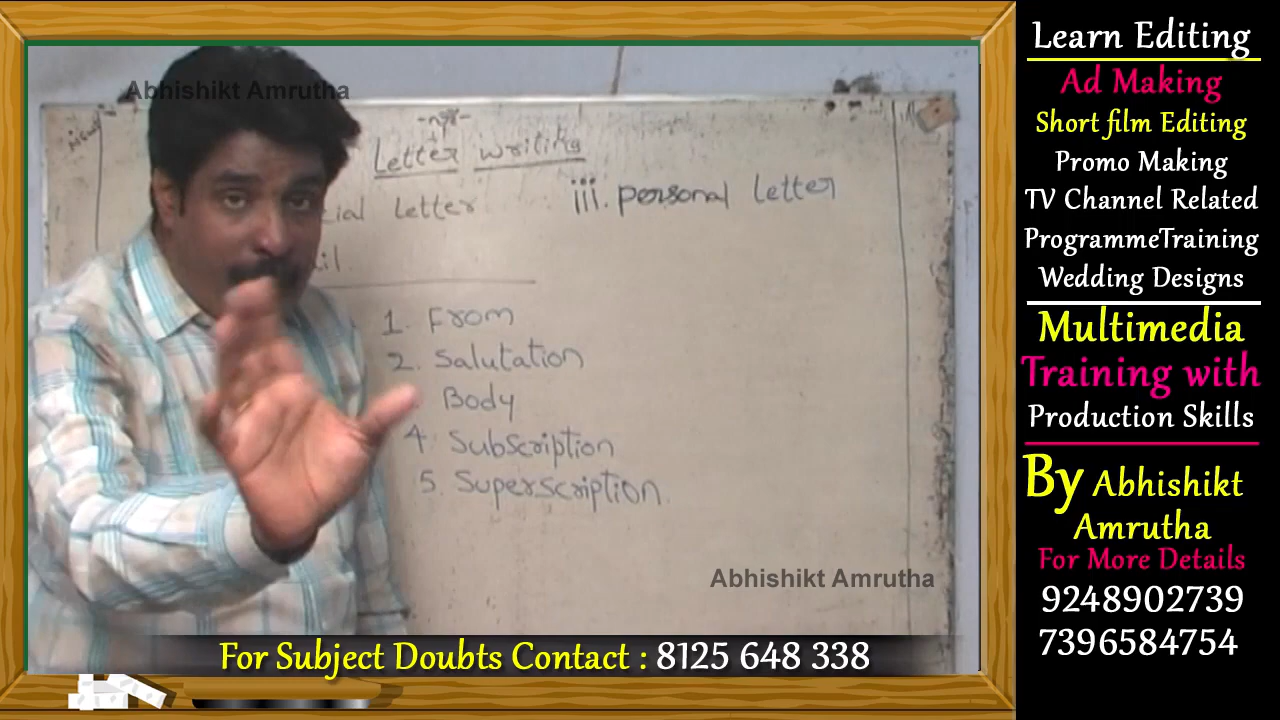 Abhishikt Amrutha
Letter writing
cial Letter
iii. personal letter
il.
1. From
2. Salutation
Body
4. Subscription
5. Superscription.
Abhishikt Amrutha
For Subject Doubts Contact : 8125 648 338
Learn Editing
Ad Making
Short film Editing
Promo Making
TV Channel Related
ProgrammeTraining
Wedding Designs
Multimedia
Training with
Production Skills
By Abhishikt
Amrutha
For More Details
9248902739
7396584754